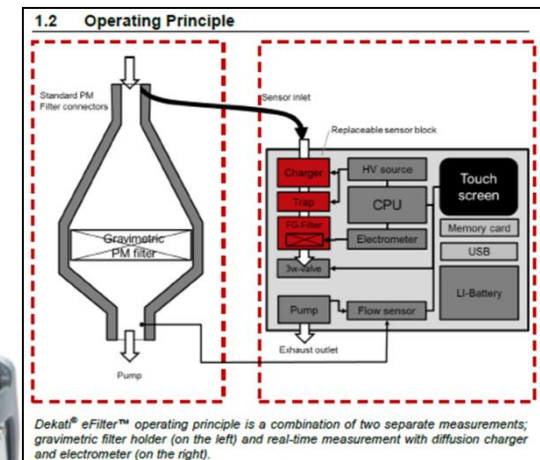 1.2 Operating Principle
Standard PM
Filter connectors
Sensor inlet
Replaceable sensor block
Charger
HV source
Touch
screen
Trap
CPU
FG-Filter
Memory card
Gravimetric
PM filter
Electrometer
USB
3w-valve
LI-Battery
Pump
Flow sensor
Exhaust outlet
Pump
Dekati® eFilter™ operating principle is a combination of two separate measurements;
gravimetric filter holder (on the left) and real-time measurement with diffusion charger
and electrometer (on the right).